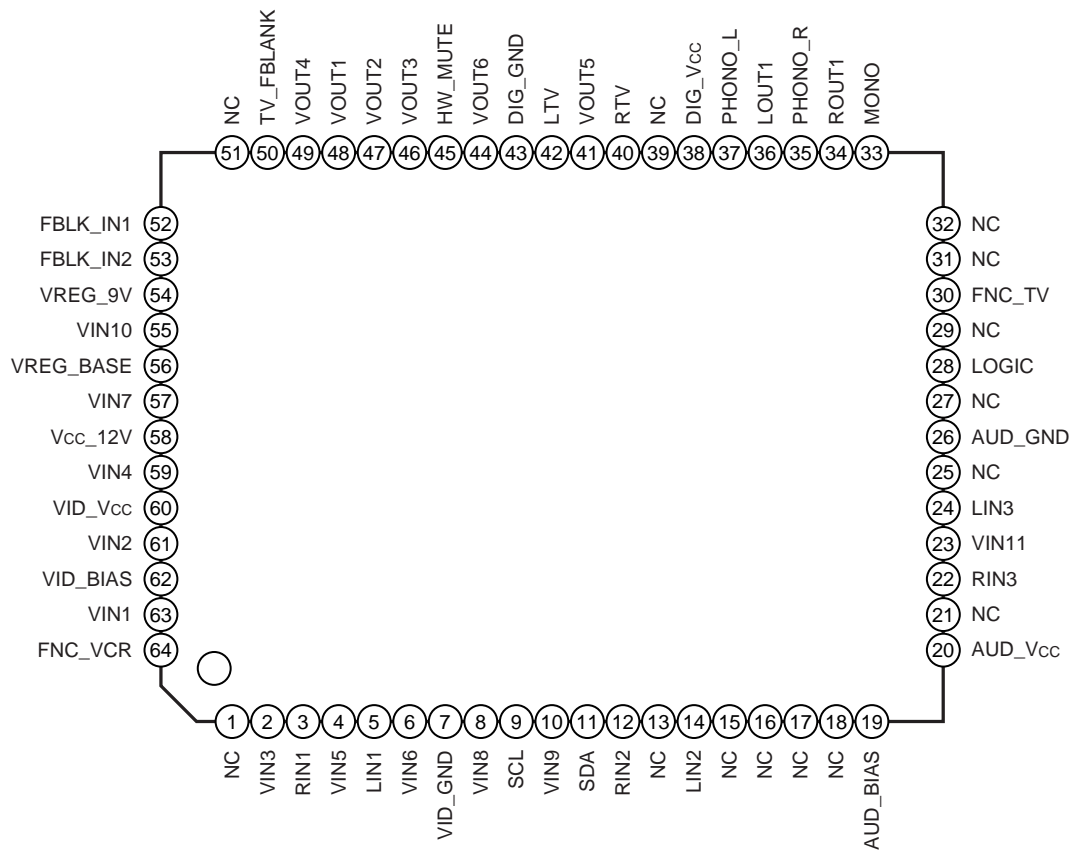 NC
TV_FBLANK
VOUT4
VOUT1
VOUT2
VOUT3
HW_MUTE
VOUT6
DIG_GND
LTV
VOUT5
RTV
NC
DIG_Vcc
PHONO_L
LOUT1
PHONO_R
ROUT1
MONO
51 50 49 48 47 46 45 44 43 42 41 40 39 38 37 36 35 34 33
FBLK_IN1 52
FBLK_IN2 53
VREG_9V 54
VIN10 55
VREG_BASE 56
VIN7 57
Vcc_12V 58
VIN4 59
VID_Vcc 60
VIN2 61
VID_BIAS 62
VIN1 63
FNC_VCR 64
32 NC
31 NC
30 FNC_TV
29 NC
28 LOGIC
27 NC
26 AUD_GND
25 NC
24 LIN3
23 VIN11
22 RIN3
21 NC
20 AUD_Vcc
1 2 3 4 5 6 7 8 9 10 11 12 13 14 15 16 17 18 19
NC
VIN3
RIN1
VIN5
LIN1
VIN6
VID_GND
VIN8
SCL
VIN9
SDA
RIN2
NC
LIN2
NC
NC
NC
NC
AUD_BIAS